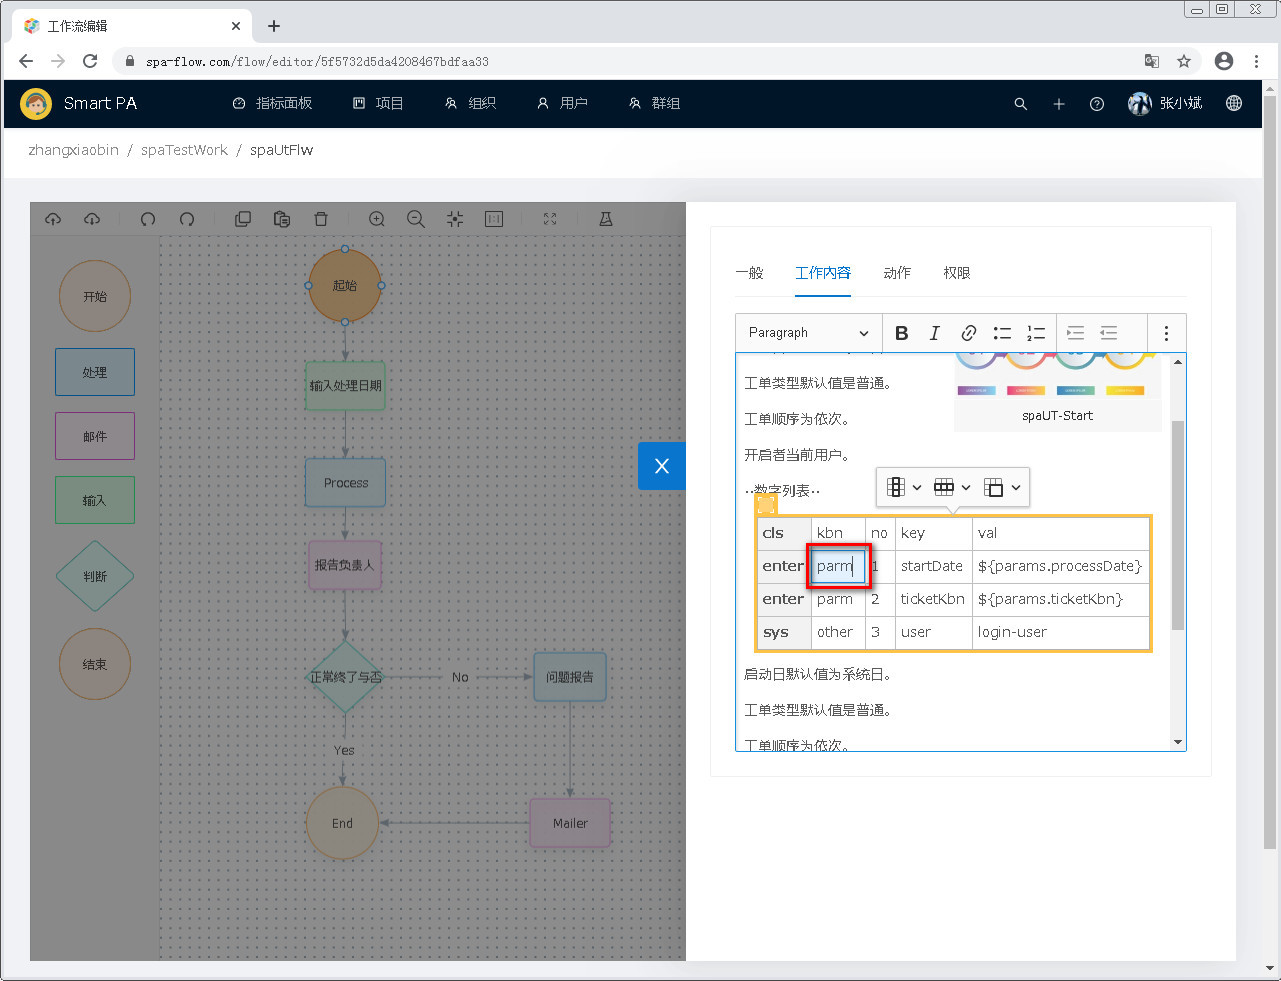 工作流编辑
spa-flow.com/flow/editor/5f5732d5da4208467bdfaa33
Smart PA
指标面板
项目
组织
用户
群组
张小斌
zhangxiaobin / spaTestWork / spaUtFlw
开始
处理
邮件
输入
判断
结束
起始
输入处理日期
Process
报告负责人
正常终了与否
No
问题报告
Yes
End
Mailer
X
一般
工作内容
动作
权限
Paragraph
B
I
工单类型默认值是普通。
工单顺序为依次。
spaUT-Start
开启者当前用户。
··数字列表··
cls kbn no key val
enter parm 1 startDate ${params.processDate}
enter parm 2 ticketKbn ${params.ticketKbn}
sys other 3 user login-user
启动日默认值为系统日。
工单类型默认值是普通。
工单顺序为依次。